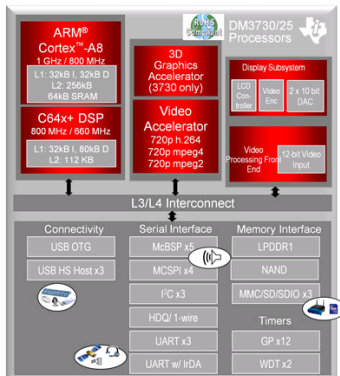 RoHS
Compliant
DM3730/25
Processors
ARM®
Cortex™-A8
1 GHz / 800 MHz
L1: 32kB I, 32kB D
L2: 256kB
64kB SRAM
C64x+ DSP
800 MHz / 660 MHz
L1: 32kB I, 80kB D
L2: 112 KB
3D
Graphics
Accelerator
(3730 only)
Video
Accelerator
720p h.264
720p mpeg4
720p mpeg2
Display Subsystem
LCD
Con-
troller
Video
Enc
2 x 10 bit
DAC
Video
Processing Front
End
12-bit Video
Input
L3/L4 Interconnect
Connectivity
USB OTG
USB HS Host x3
Serial Interface
McBSP x5
MCSPI x4
I²C x3
HDQ/ 1-wire
UART x3
UART w/ IrDA
Memory Interface
LPDDR1
NAND
MMC/SD/SDIO x3
Timers
GP x12
WDT x2